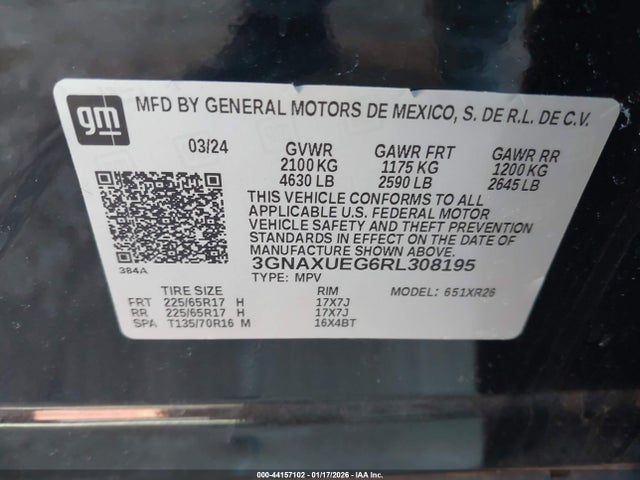 gm
MFD BY GENERAL MOTORS DE MEXICO, S. DE R.L. DE C.V.
03/24 GVWR GAWR FRT GAWR RR
2100 KG 1175 KG 1200 KG
4630 LB 2590 LB 2645 LB
THIS VEHICLE CONFORMS TO ALL
APPLICABLE U.S. FEDERAL MOTOR
VEHICLE SAFETY AND THEFT PREVENTION
STANDARDS IN EFFECT ON THE DATE OF
MANUFACTURE SHOWN ABOVE.
3GNAXUEG6RL308195
384A
TYPE: MPV MODEL: 651XR26
TIRE SIZE RIM
FRT 225/65R17 H 17X7J
RR 225/65R17 H 17X7J
SPA T135/70R16 M 16X4BT
000-44157102 - 01/17/2026 - IAA Inc.